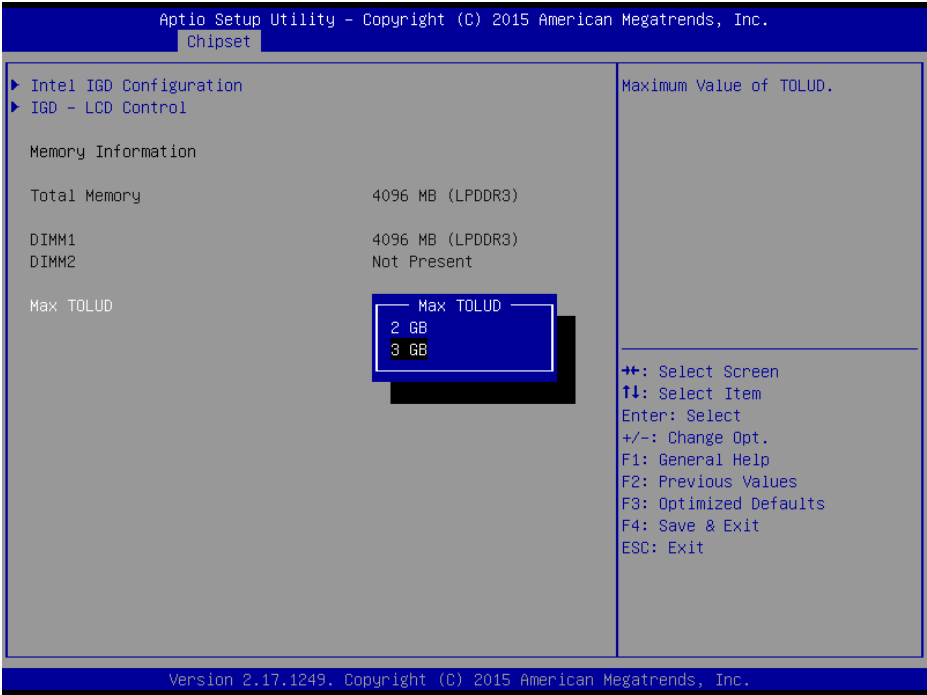 Aptio Setup Utility – Copyright (C) 2015 American Megatrends, Inc.
Chipset
Intel IGD Configuration
IGD – LCD Control
Memory Information
Total Memory 4096 MB (LPDDR3)
DIMM1 4096 MB (LPDDR3)
DIMM2 Not Present
Max TOLUD
Max TOLUD
2 GB
3 GB
Maximum Value of TOLUD.
→←: Select Screen
↑↓: Select Item
Enter: Select
+/-: Change Opt.
F1: General Help
F2: Previous Values
F3: Optimized Defaults
F4: Save & Exit
ESC: Exit
Version 2.17.1249. Copyright (C) 2015 American Megatrends, Inc.